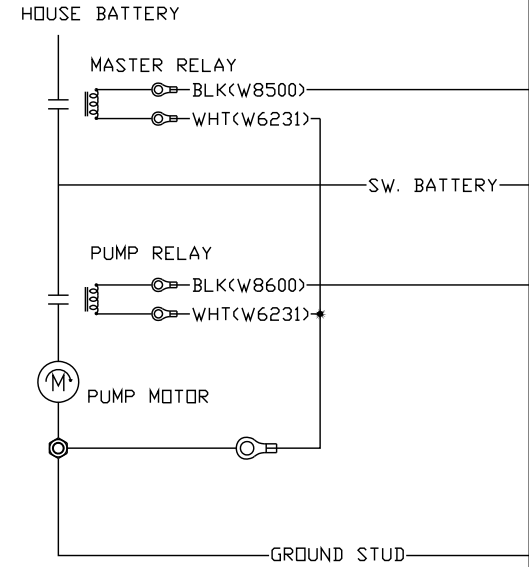 HOUSE BATTERY
MASTER RELAY
BLK(W8500)
WHT(W6231)
SW. BATTERY
PUMP RELAY
BLK(W8600)
WHT(W6231)
M
PUMP MOTOR
GROUND STUD